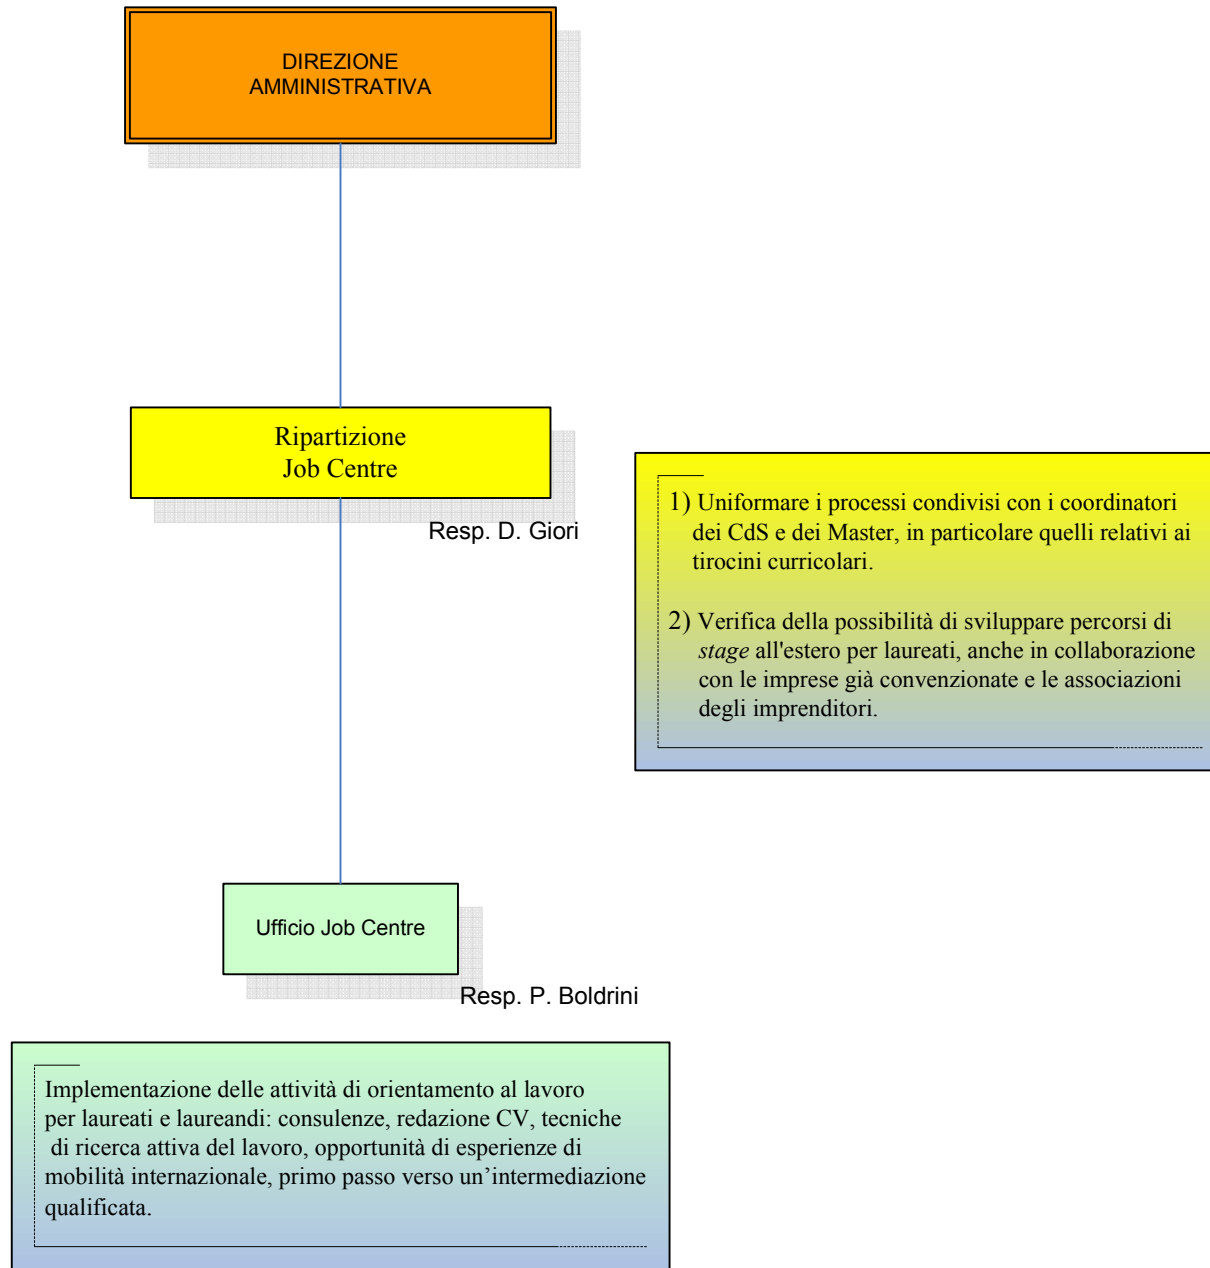 DIREZIONE
AMMINISTRATIVA
Ripartizione
Job Centre
Resp. D. Giori
1) Uniformare i processi condivisi con i coordinatori
dei CdS e dei Master, in particolare quelli relativi ai
tirocini curricolari.
2) Verifica della possibilità di sviluppare percorsi di
stage all'estero per laureati, anche in collaborazione
con le imprese già convenzionate e le associazioni
degli imprenditori.
Ufficio Job Centre
Resp. P. Boldrini
Implementazione delle attività di orientamento al lavoro
per laureati e laureandi: consulenze, redazione CV, tecniche
di ricerca attiva del lavoro, opportunità di esperienze di
mobilità internazionale, primo passo verso un’intermediazione
qualificata.